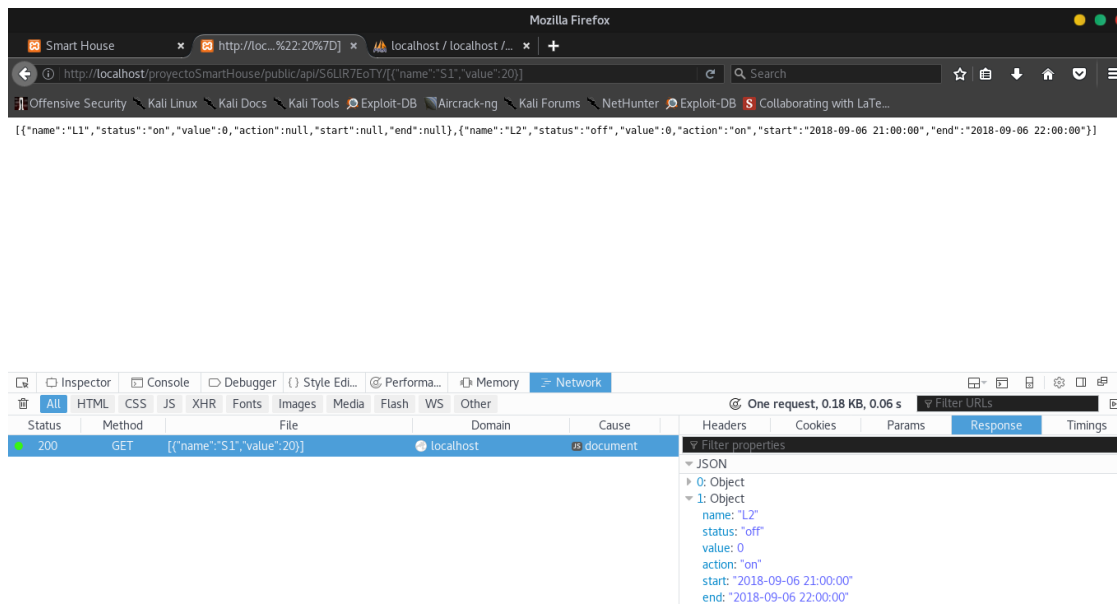 Mozilla Firefox
Smart House × http://loc...%22:20%7D] × localhost / localhost /... × +
http://localhost/proyectoSmartHouse/public/api/S6LIR7EoTY/[{"name":"S1","value":20}] Search
Offensive Security Kali Linux Kali Docs Kali Tools Exploit-DB Aircrack-ng Kali Forums NetHunter Exploit-DB S Collaborating with LaTe...
[{"name":"L1","status":"on","value":0,"action":null,"start":null,"end":null},{"name":"L2","status":"off","value":0,"action":"on","start":"2018-09-06 21:00:00","end":"2018-09-06 22:00:00"}]
Inspector Console Debugger {} Style Edi... Performa... Memory Network
All HTML CSS JS XHR Fonts Images Media Flash WS Other One request, 0.18 KB, 0.06 s Filter URLs
Status Method File Domain Cause Headers Cookies Params Response Timings
200 GET [{"name":"S1","value":20}] localhost JS document Filter properties
JSON
0: Object
1: Object
name: "L2"
status: "off"
value: 0
action: "on"
start: "2018-09-06 21:00:00"
end: "2018-09-06 22:00:00"